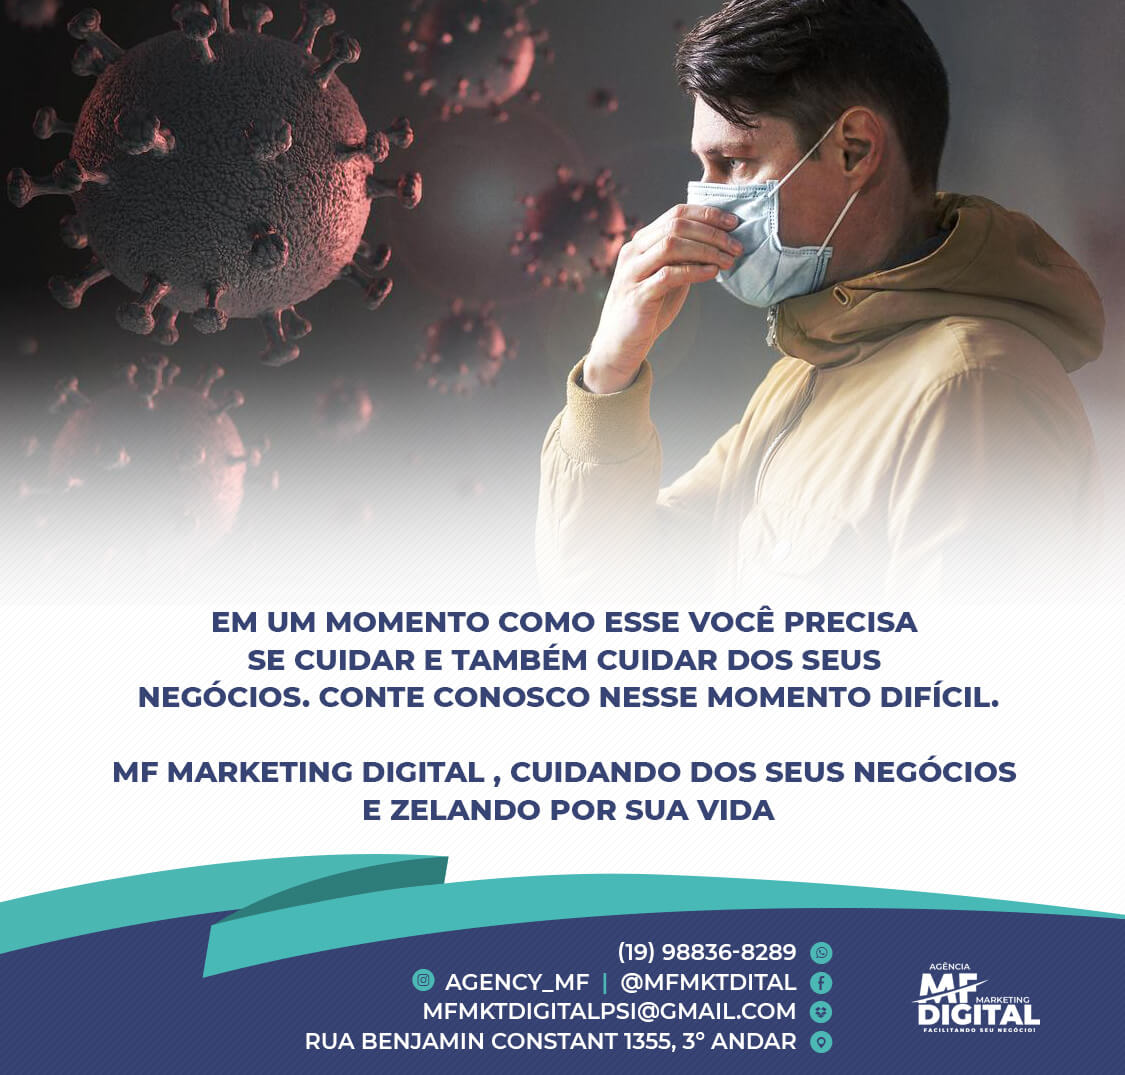 EM UM MOMENTO COMO ESSE VOCÊ PRECISA
SE CUIDAR E TAMBÉM CUIDAR DOS SEUS
NEGÓCIOS. CONTE CONOSCO NESSE MOMENTO DIFÍCIL.
MF MARKETING DIGITAL , CUIDANDO DOS SEUS NEGÓCIOS
E ZELANDO POR SUA VIDA
(19) 98836-8289
AGENCY_MF | @MFMKTDITAL
MFMKTDIGITALPSI@GMAIL.COM
RUA BENJAMIN CONSTANT 1355, 3º ANDAR
AGÊNCIA
MF
MARKETING
DIGITAL
FACILITANDO SEU NEGÓCIO!